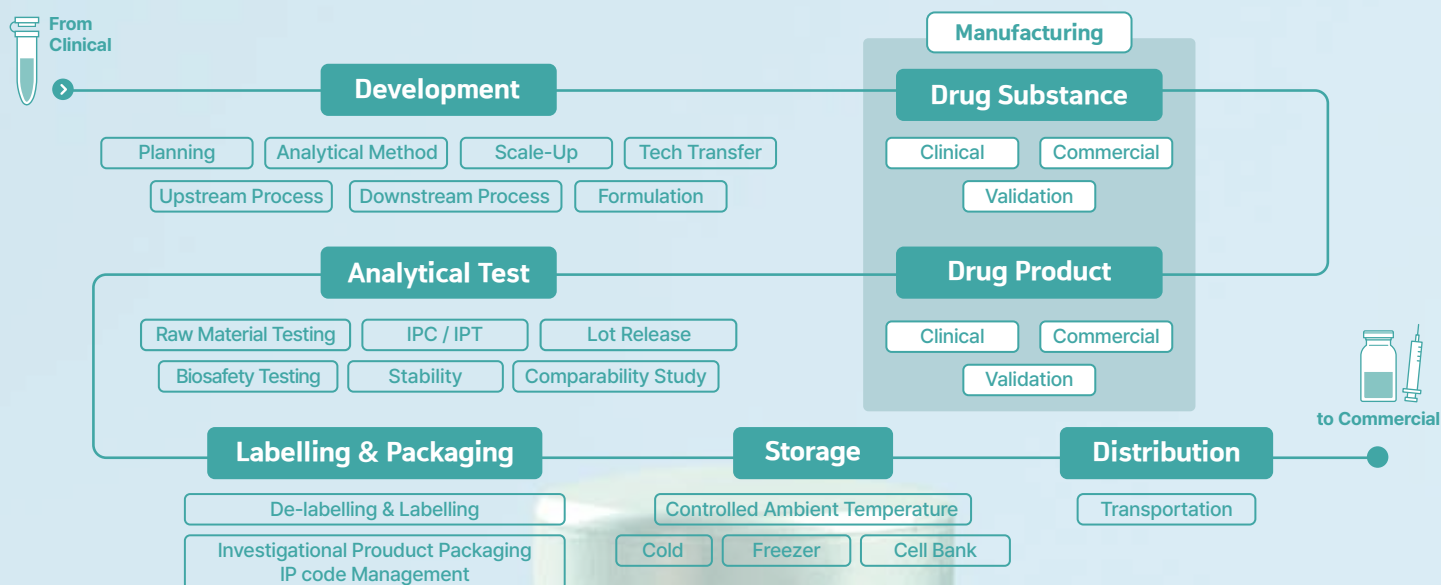 From
Clinical
Manufacturing
Development
Drug Substance
Planning
Analytical Method
Scale-Up
Tech Transfer
Clinical
Commercial
Upstream Process
Downstream Process
Formulation
Validation
Analytical Test
Drug Product
Raw Material Testing
IPC / IPT
Lot Release
Clinical
Commercial
Biosafety Testing
Stability
Comparability Study
Validation
to Commercial
Labelling & Packaging
Storage
Distribution
De-labelling & Labelling
Controlled Ambient Temperature
Transportation
Investigational Prouduct Packaging
IP code Management
Cold
Freezer
Cell Bank